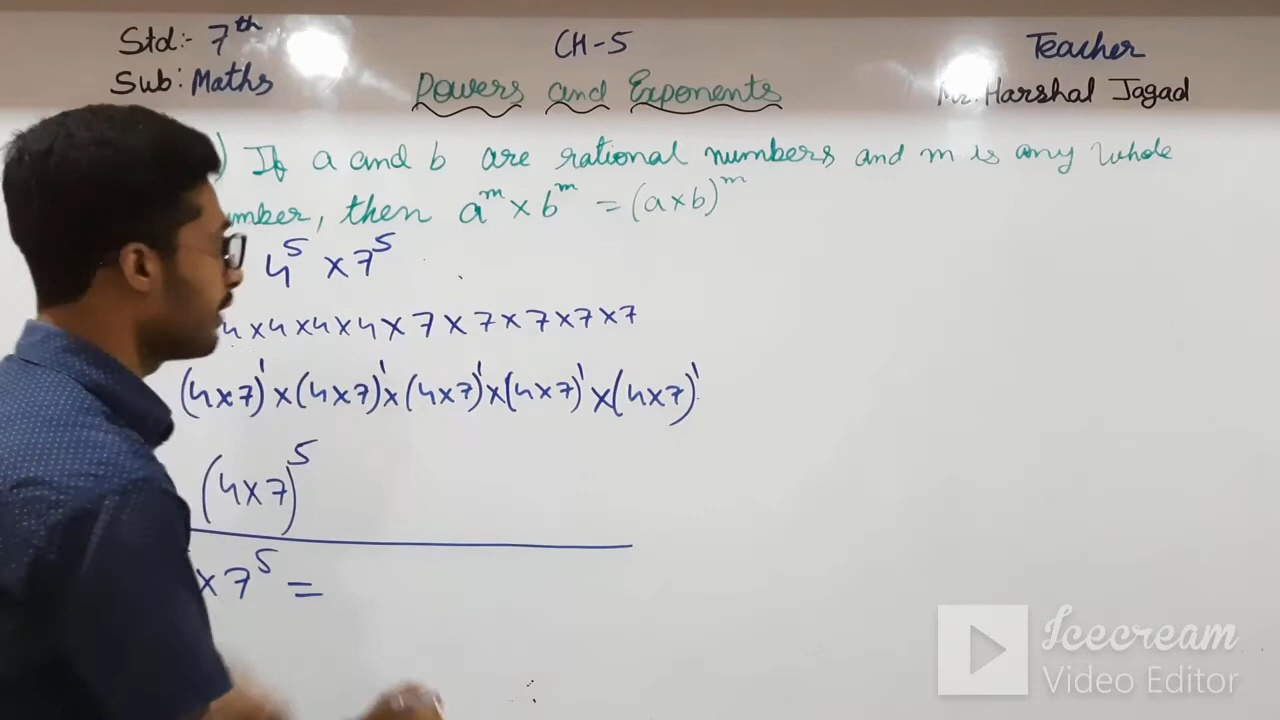 Std:- 7th
Sub: Maths
CH-5
Powers and Exponents
Teacher
Mr. Harshal Jagad
) If a and b are rational numbers and m is any whole
umber, then a^m × b^m = (a×b)^m
4^5 × 7^5
4×4×4×4×7×7×7×7×7
(4×7)^1×(4×7)^1×(4×7)^1×(4×7)^1×(4×7)^1
(4×7)^5
×7^5 =
Icecream
Video Editor